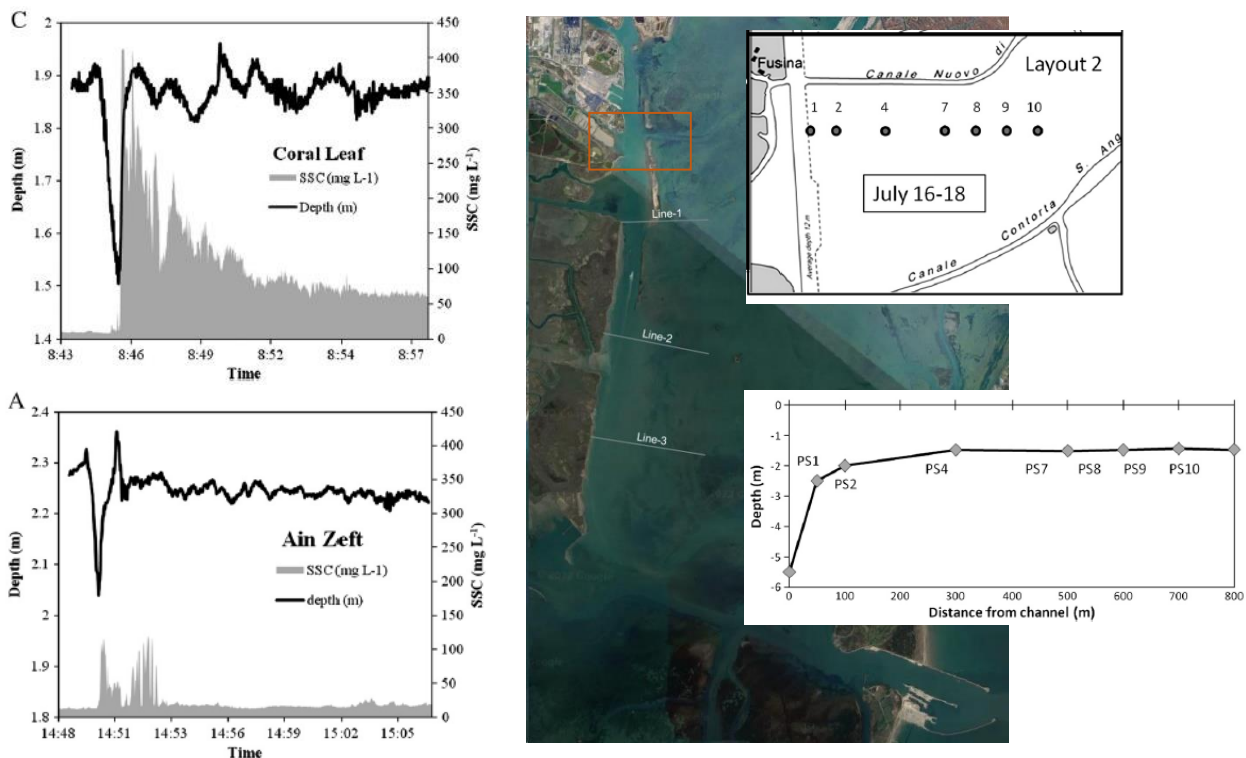 C
2
1.9
1.8
1.7
1.6
1.5
1.4
Depth (m)
450
400
350
300
250
200
150
100
50
0
SSC (mg L-1)
Coral Leaf
SSC (mg L-1)
Depth (m)
8:43 8:46 8:49 8:52 8:54 8:57
Time
A
2.4
2.3
2.2
2.1
2
1.9
1.8
Depth (m)
450
400
350
300
250
200
150
100
50
0
SSC (mg L-1)
Ain Zeft
SSC (mg L-1)
depth (m)
14:48 14:51 14:53 14:56 14:59 15:02 15:05
Time
Line-1
Line-2
Line-3
Fusina
Canale Nuovo di
Layout 2
1 2 4 7 8 9 10
July 16-18
Average depth 12 m
Canale Contorta S. Ang
0
-1
-2
-3
-4
-5
-6
Depth (m)
PS1
PS2
PS4
PS7
PS8
PS9
PS10
0 100 200 300 400 500 600 700 800
Distance from channel (m)